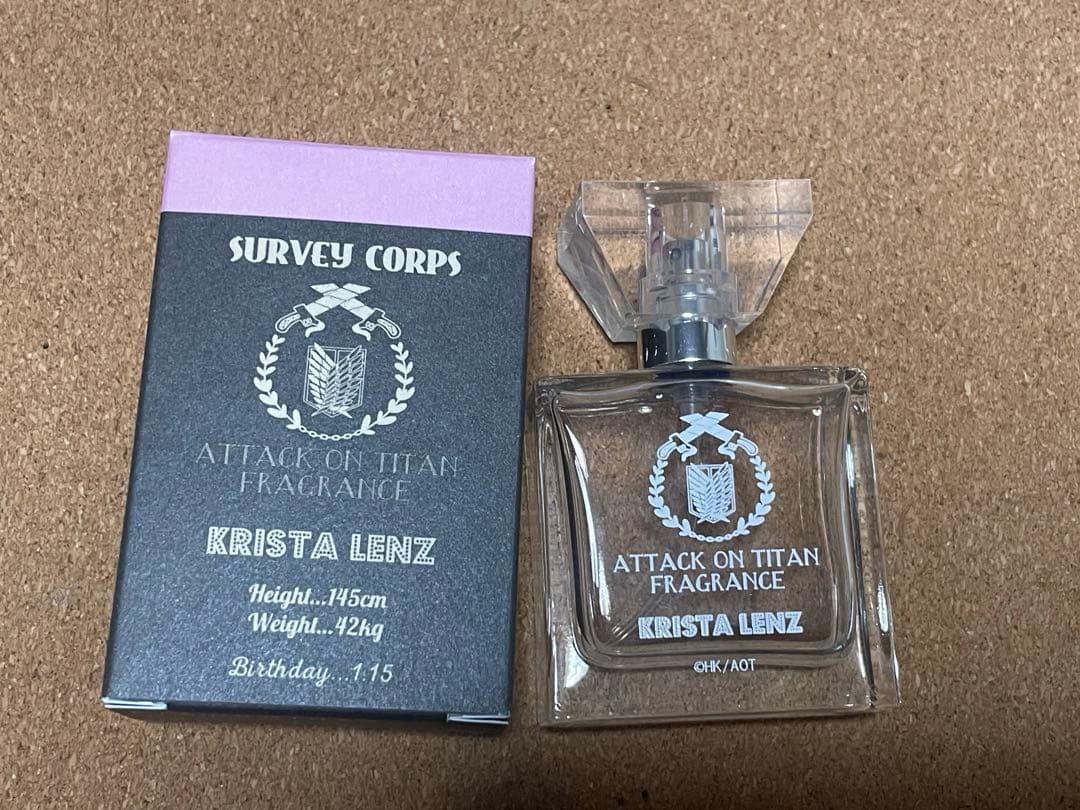 SURVEY CORPS
ATTACK ON TITAN
FRAGRANCE
KRISTA LENZ
Height...145cm
Weight...42kg
Birthday...1.15
ATTACK ON TITAN
FRAGRANCE
KRISTA LENZ
©HK/AOT